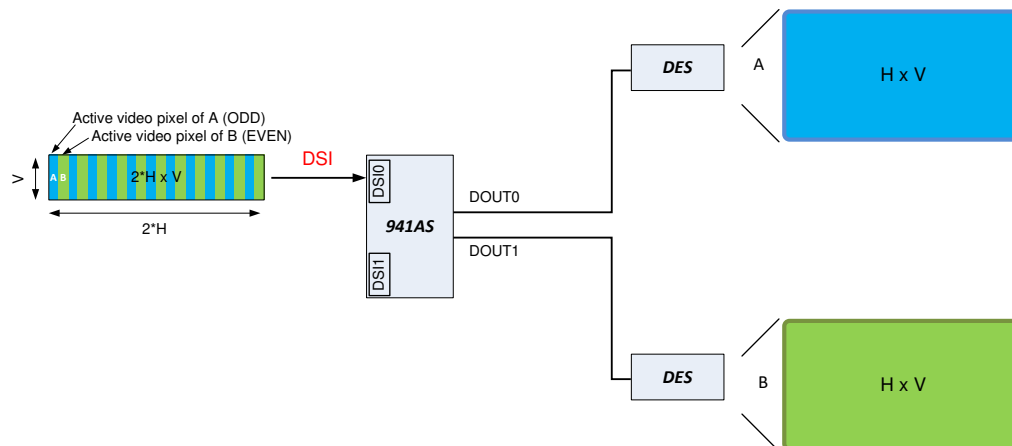 Active video pixel of A (ODD)
Active video pixel of B (EVEN)
V
A B
2*H x V
2*H
DSI
DSI0
941AS
DSI1
DOUT0
DOUT1
DES
A
H x V
DES
B
H x V